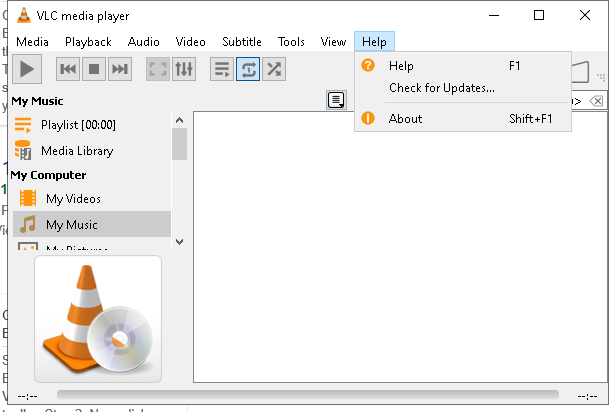 VLC media player
Media Playback Audio Video Subtitle Tools View Help
Help F1
Check for Updates...
About Shift+F1
My Music
Playlist [00:00]
Media Library
My Computer
My Videos
My Music
My Pictures
--:-- --:--